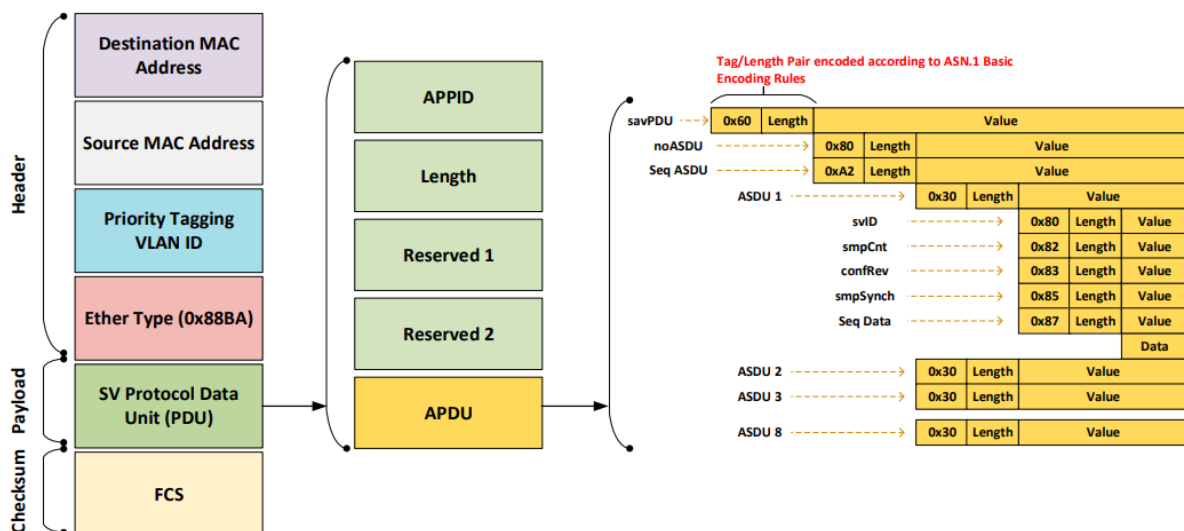 Header
Destination MAC
Address
Source MAC Address
Priority Tagging
VLAN ID
Ether Type (0x88BA)
Payload
SV Protocol Data
Unit (PDU)
Checksum
FCS
APPID
Length
Reserved 1
Reserved 2
APDU
Tag/Length Pair encoded according to ASN.1 Basic
Encoding Rules
savPDU 0x60 Length Value
noASDU 0x80 Length Value
Seq ASDU 0xA2 Length Value
ASDU 1 0x30 Length Value
svID 0x80 Length Value
smpCnt 0x82 Length Value
confRev 0x83 Length Value
smpSynch 0x85 Length Value
Seq Data 0x87 Length Value
Data
ASDU 2 0x30 Length Value
ASDU 3 0x30 Length Value
ASDU 8 0x30 Length Value